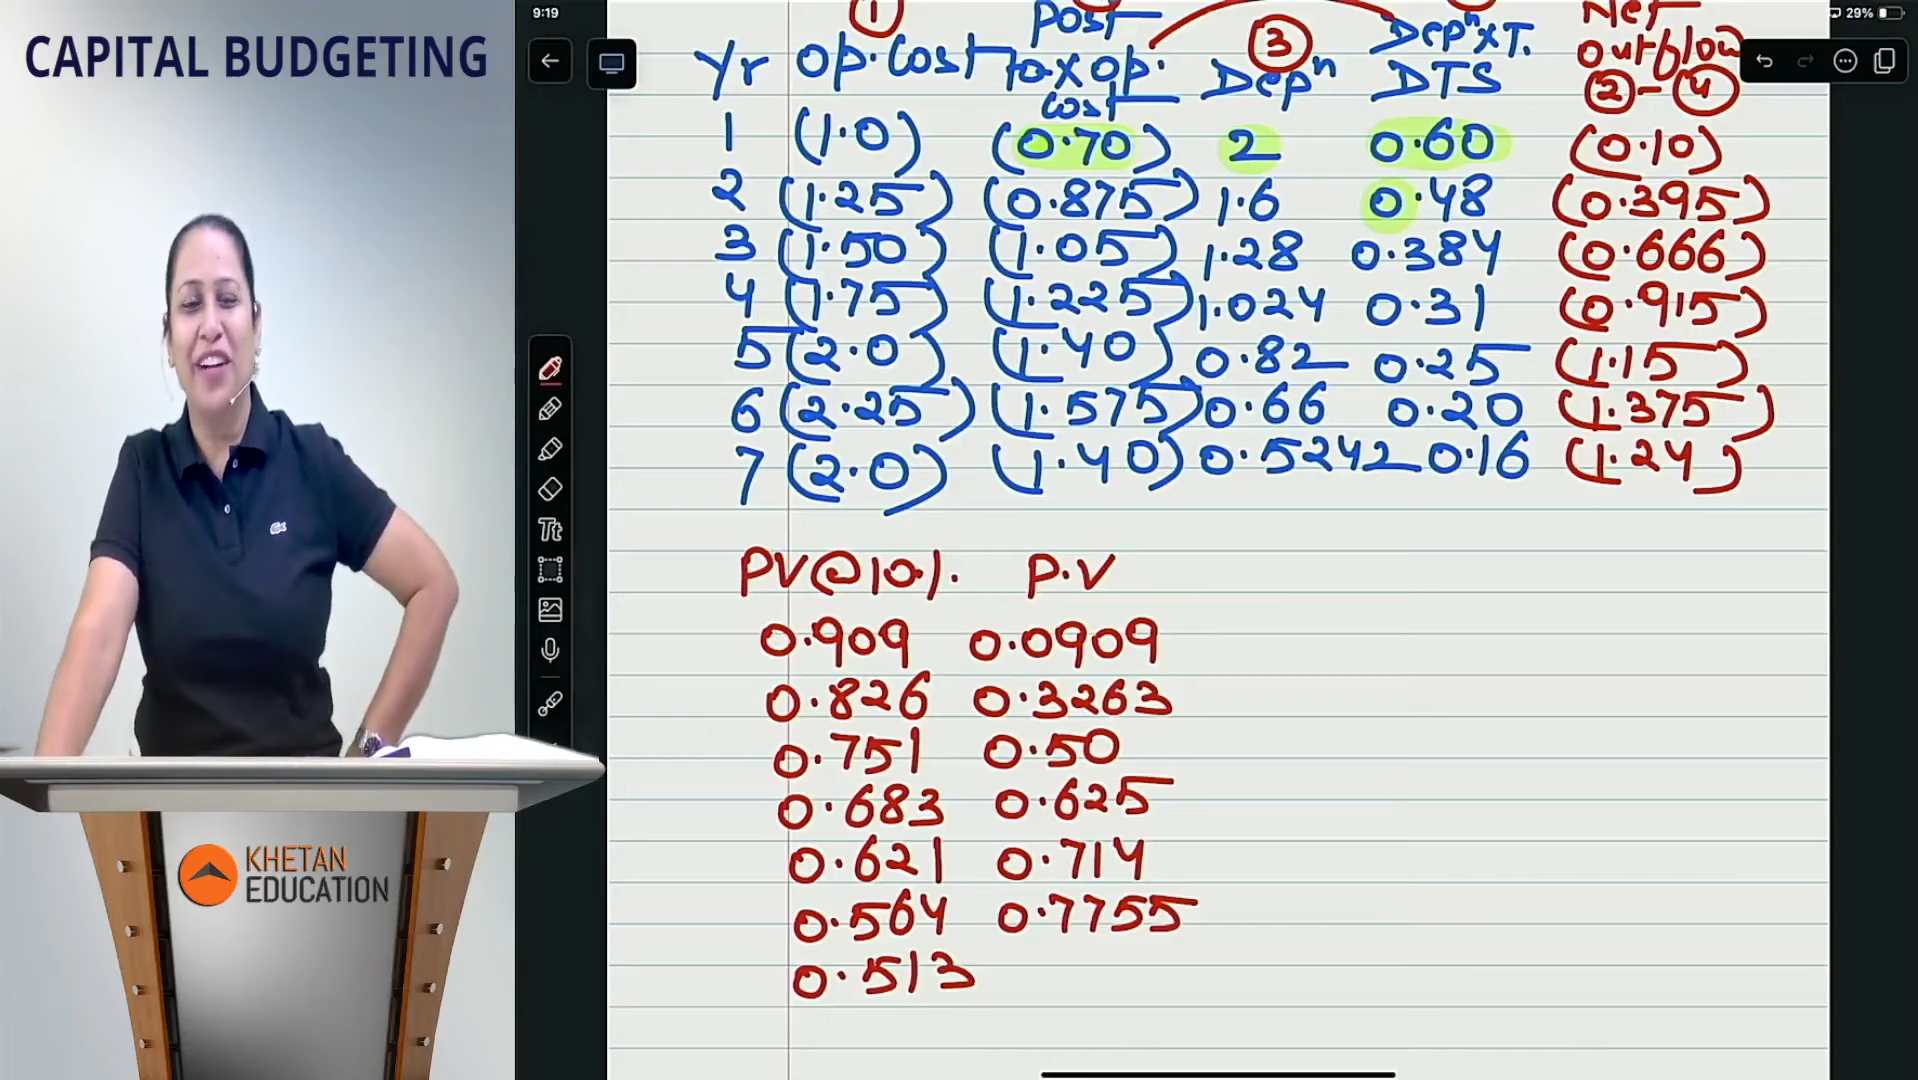 CAPITAL BUDGETING
9:19
29%
① Post Depⁿ x T. Net
Yr op. cost Tax op. cost ③ Depⁿ DTS outflow ② - ④
1 (1.0) (0.70) 2 0.60 (0.10)
2 (1.25) (0.875) 1.6 0.48 (0.395)
3 (1.50) (1.05) 1.28 0.384 (0.666)
4 (1.75) (1.225) 1.024 0.31 (0.915)
5 (2.0) (1.40) 0.82 0.25 (1.15)
6 (2.25) (1.575) 0.66 0.20 (1.375)
7 (2.0) (1.40) 0.5242 0.16 (1.24)
PV@10%. P.V
0.909 0.0909
0.826 0.3263
0.751 0.50
0.683 0.625
0.621 0.714
0.564 0.7755
0.513
Tt
KHETAN
EDUCATION